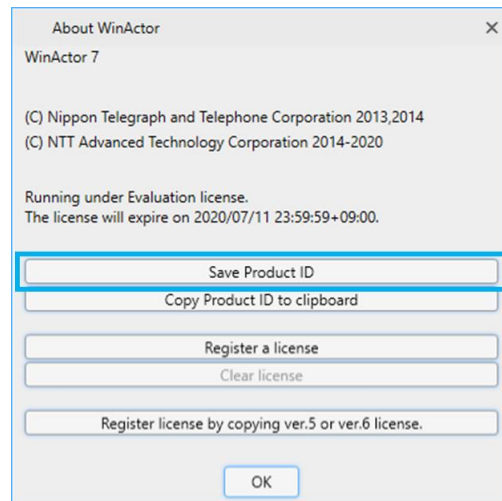 About WinActor
WinActor 7
(C) Nippon Telegraph and Telephone Corporation 2013,2014
(C) NTT Advanced Technology Corporation 2014-2020
Running under Evaluation license.
The license will expire on 2020/07/11 23:59:59+09:00.
Save Product ID
Copy Product ID to clipboard
Register a license
Clear license
Register license by copying ver.5 or ver.6 license.
OK